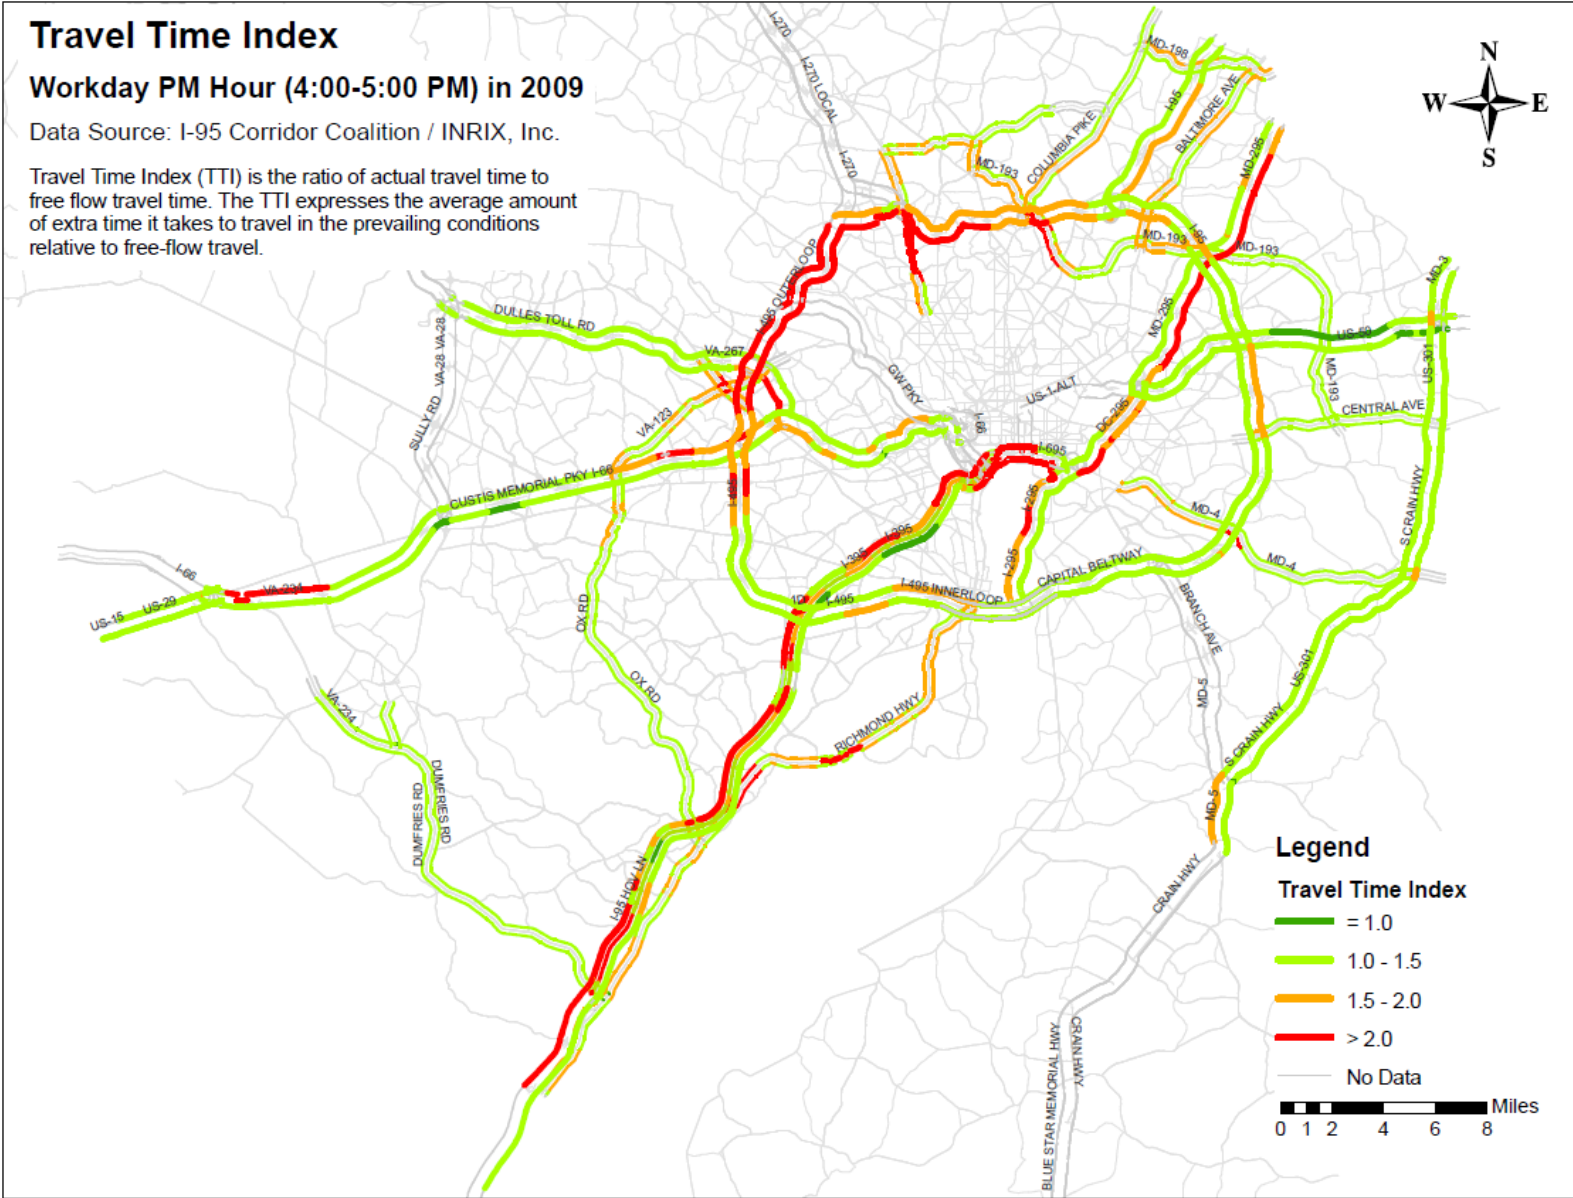 Travel Time Index
Workday PM Hour (4:00-5:00 PM) in 2009
Data Source: I-95 Corridor Coalition / INRIX, Inc.
Travel Time Index (TTI) is the ratio of actual travel time to
free flow travel time. The TTI expresses the average amount
of extra time it takes to travel in the prevailing conditions
relative to free-flow travel.
N
W
E
S
I-270
I-270 LOCAL
I-270
MD-198
I-95
BALTIMORE AVE
COLUMBIA PIKE
MD-193
MD-295
MD-193
I-95
MD-193
MD-3
I-495 OUTERLOOP
DULLES TOLL RD
VA-28
VA-28
VA-267
MD-295
US-50
US-301
MD-193
GW PKY
US-1-ALT
SULLY RD
VA-123
I-66
DC-295
CENTRAL AVE
I-695
CUSTIS MEMORIAL PKY I-66
I-495
I-295
S CRAIN HWY
MD-4
I-395
I-395
I-295
CAPITAL BELTWAY
MD-4
I-66
VA-234
US-29
US-15
I-495
I-495 INNERLOOP
OX RD
BRANCH AVE
OX RD
US-301
MD-5
VA-234
RICHMOND HWY
S CRAIN HWY
DUMFRIES RD
DUMFRIES RD
MD-5
I-95 HOV LN
CRAIN HWY
BLUE STAR MEMORIAL HWY
CRAIN HWY
Legend
Travel Time Index
= 1.0
1.0 - 1.5
1.5 - 2.0
> 2.0
No Data
Miles
0 1 2 4 6 8